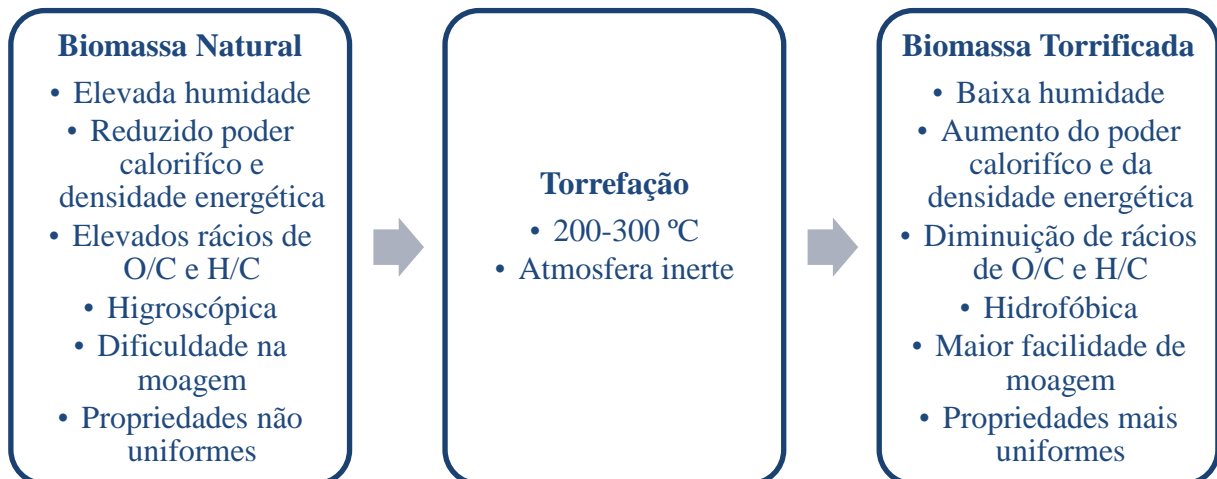 Biomassa Natural
• Elevada humidade
• Reduzido poder
calorifíco e
densidade energética
• Elevados rácios de
O/C e H/C
• Higroscópica
• Dificuldade na
moagem
• Propriedades não
uniformes
Torrefação
• 200-300 ºC
• Atmosfera inerte
Biomassa Torrificada
• Baixa humidade
• Aumento do poder
calorifíco e da
densidade energética
• Diminuição de rácios
de O/C e H/C
• Hidrofóbica
• Maior facilidade de
moagem
• Propriedades mais
uniformes